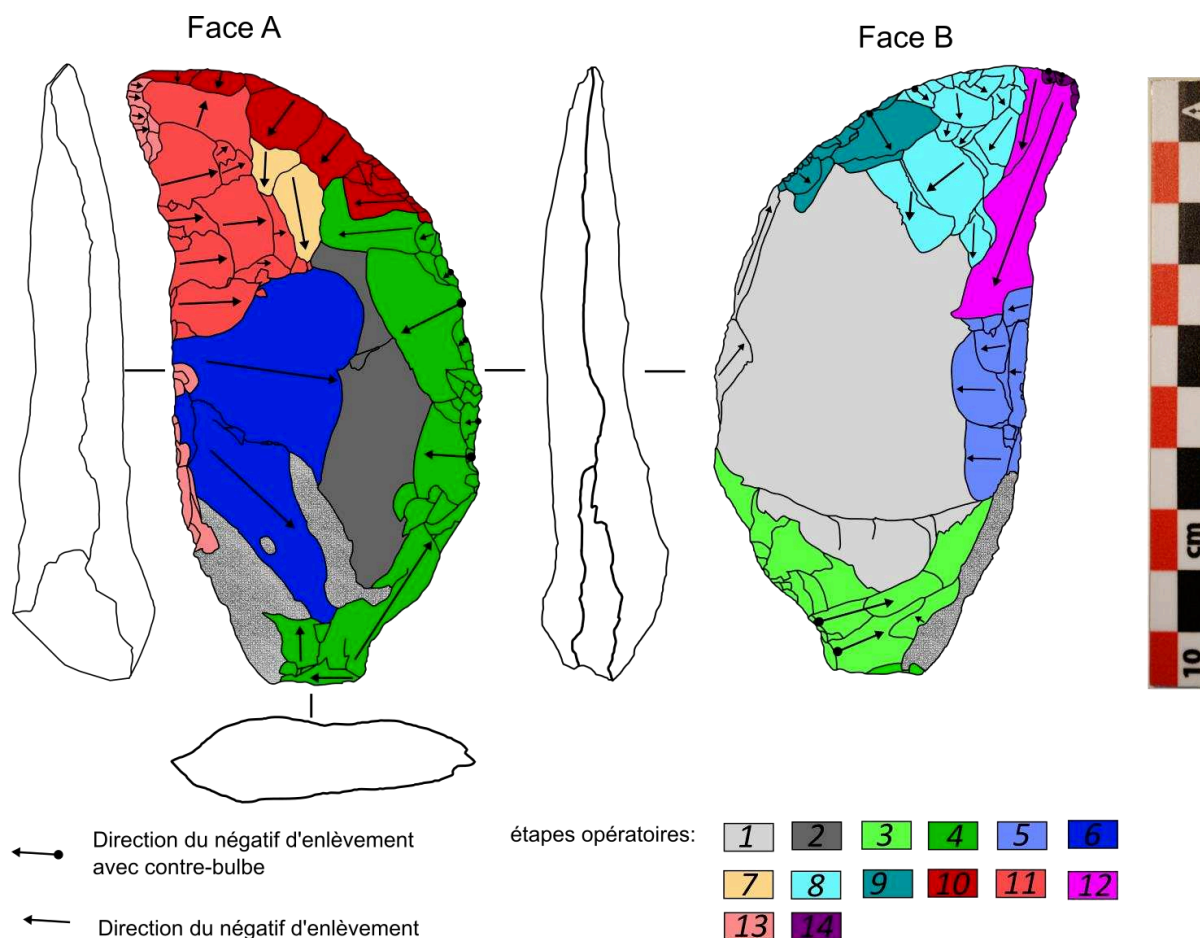 Face A
Face B
cm
10
Direction du négatif d'enlèvement
avec contre-bulbe
Direction du négatif d'enlèvement
étapes opératoires:
1 2 3 4 5 6
7 8 9 10 11 12
13 14